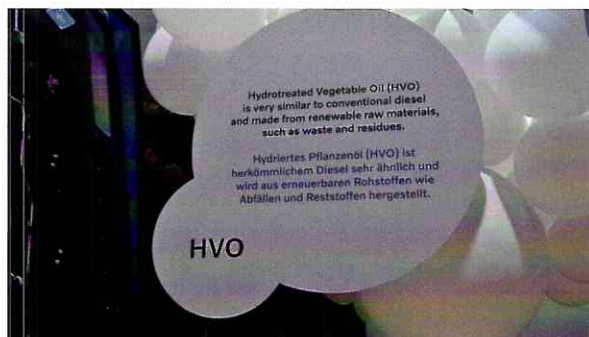 Hydrotreated Vegetable Oil (HVO)
is very similar to conventional diesel
and made from renewable raw materials,
such as waste and residues.
Hydriertes Pflanzenöl (HVO) ist
herkömmlichem Diesel sehr ähnlich und
wird aus erneuerbaren Rohstoffen wie
Abfällen und Reststoffen hergestellt.
HVO